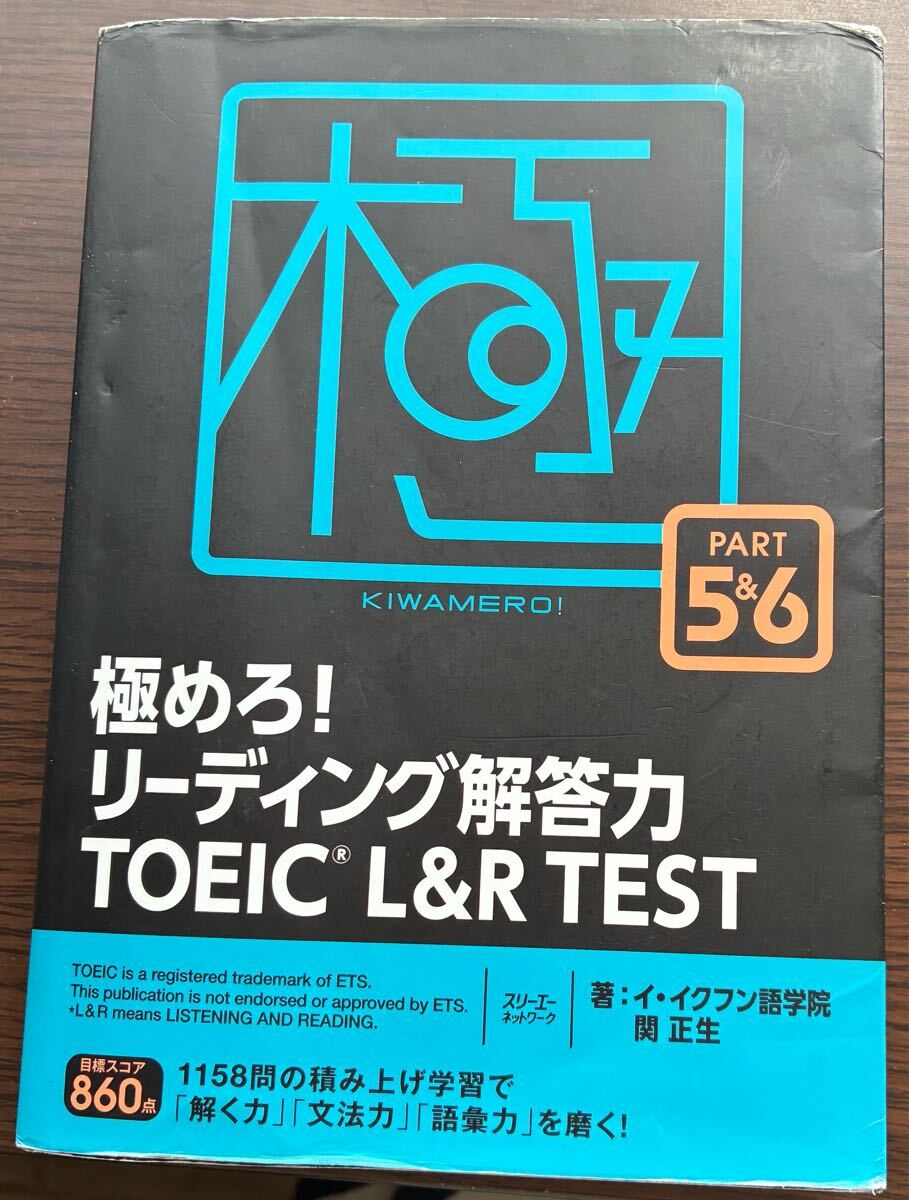 極
KIWAMERO!
PART
5&6
極めろ!
リーディング解答力
TOEIC® L&R TEST
TOEIC is a registered trademark of ETS.
This publication is not endorsed or approved by ETS.
*L&R means LISTENING AND READING.
スリーエー
ネットワーク
著:イ・イクフン語学院
関 正生
目標スコア
860点
1158問の積み上げ学習で
「解く力」「文法力」「語彙力」を磨く!